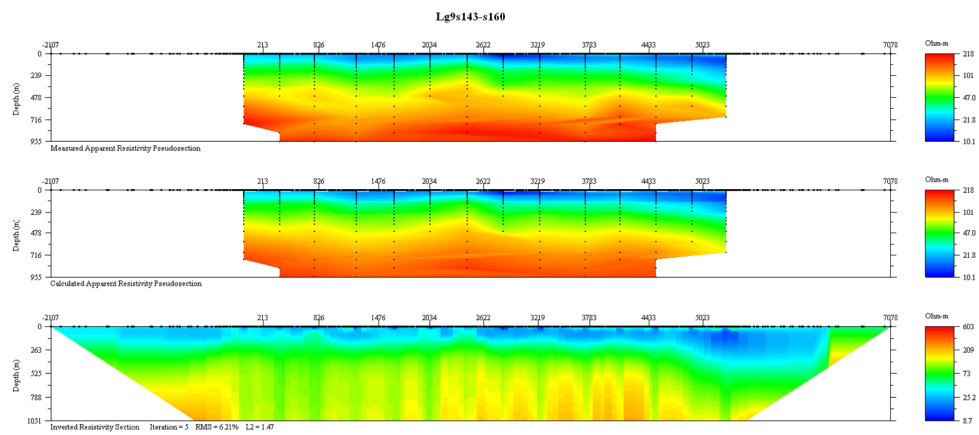 Lg9s143-s160
-2107 213 826 1476 2034 2622 3219 3783 4433 5023 7078
Ohm-m
0
239
478
716
955
Depth (m)
218
101
47.0
21.8
10.1
Measured Apparent Resistivity Pseudosection
-2107 213 826 1476 2034 2622 3219 3783 4433 5023 7078
Ohm-m
0
239
478
716
955
Depth (m)
218
101
47.0
21.8
10.1
Calculated Apparent Resistivity Pseudosection
-2107 213 826 1476 2034 2622 3219 3783 4433 5023 7078
Ohm-m
0
263
525
788
1051
Depth (m)
603
209
73
25.2
8.7
Inverted Resistivity Section Iteration = 5 RMS = 6.21% L2 = 1.47